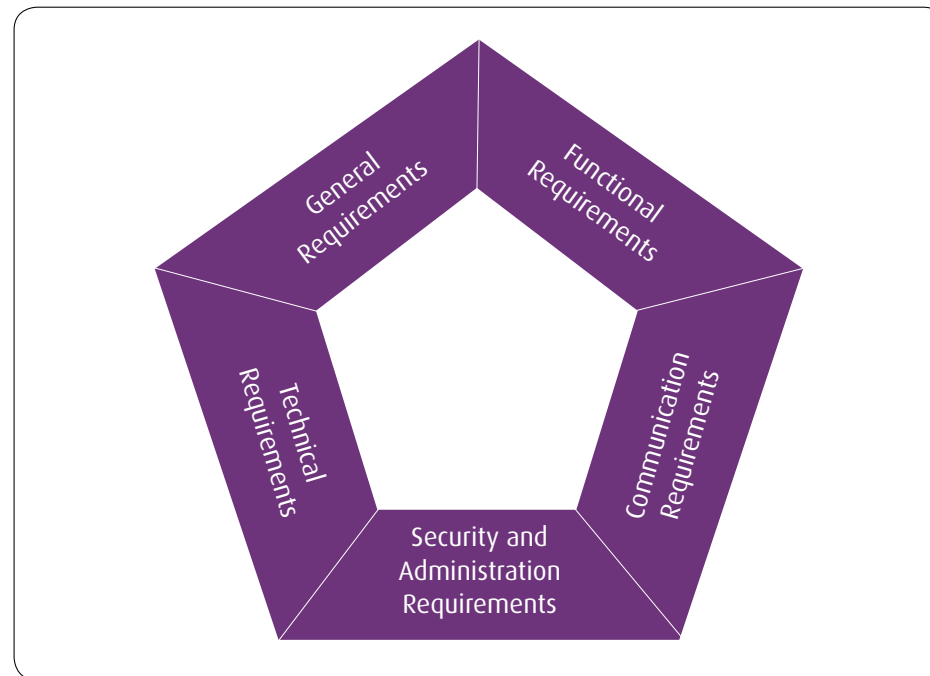 General
Requirements
Functional
Requirements
Communication
Requirements
Security and
Administration
Requirements
Technical
Requirements